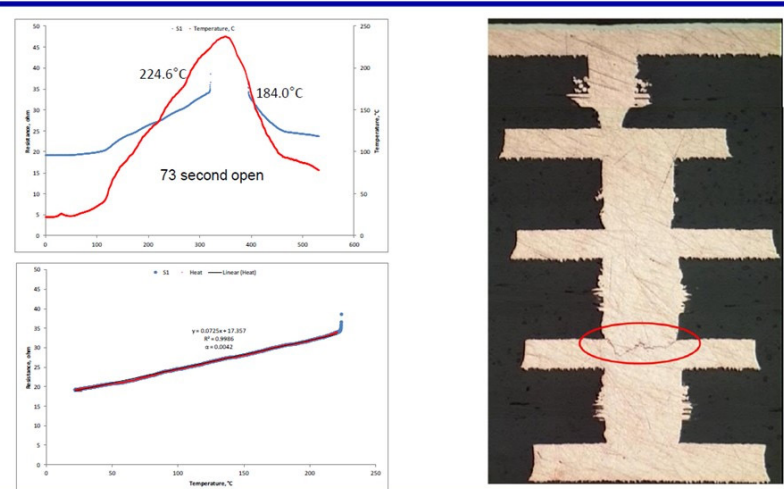 S1 Temperature, C
50
45
40
35
30
25
20
15
10
5
0
Resistance, ohm
250
200
150
100
50
0
Temperature, °C
224.6°C
184.0°C
73 second open
0 100 200 300 400 500 600
S1 Heat Linear (Heat)
50
45
40
35
30
25
20
15
10
5
0
Resistance, ohm
y = 0.0725x + 17.357
R² = 0.9986
α = 0.0042
0 50 100 150 200 250
Temperature, °C